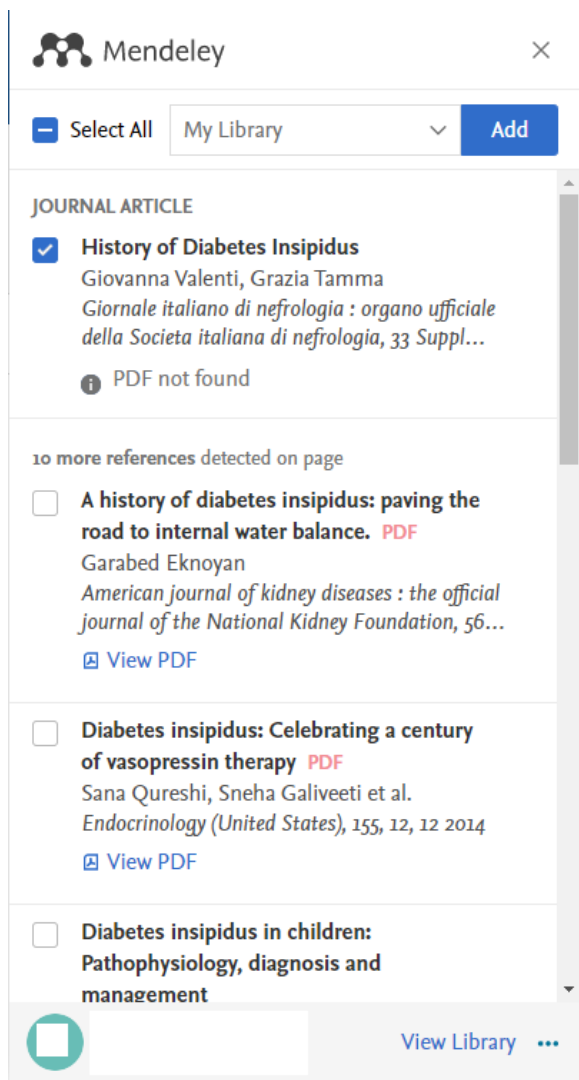 Mendeley
Select All
My Library
Add
JOURNAL ARTICLE
History of Diabetes Insipidus
Giovanna Valenti, Grazia Tamma
Giornale italiano di nefrologia : organo ufficiale
della Societa italiana di nefrologia, 33 Suppl...
PDF not found
10 more references detected on page
A history of diabetes insipidus: paving the
road to internal water balance. PDF
Garabed Eknoyan
American journal of kidney diseases : the official
journal of the National Kidney Foundation, 56...
View PDF
Diabetes insipidus: Celebrating a century
of vasopressin therapy PDF
Sana Qureshi, Sneha Galiveeti et al.
Endocrinology (United States), 155, 12, 12 2014
View PDF
Diabetes insipidus in children:
Pathophysiology, diagnosis and
management
View Library